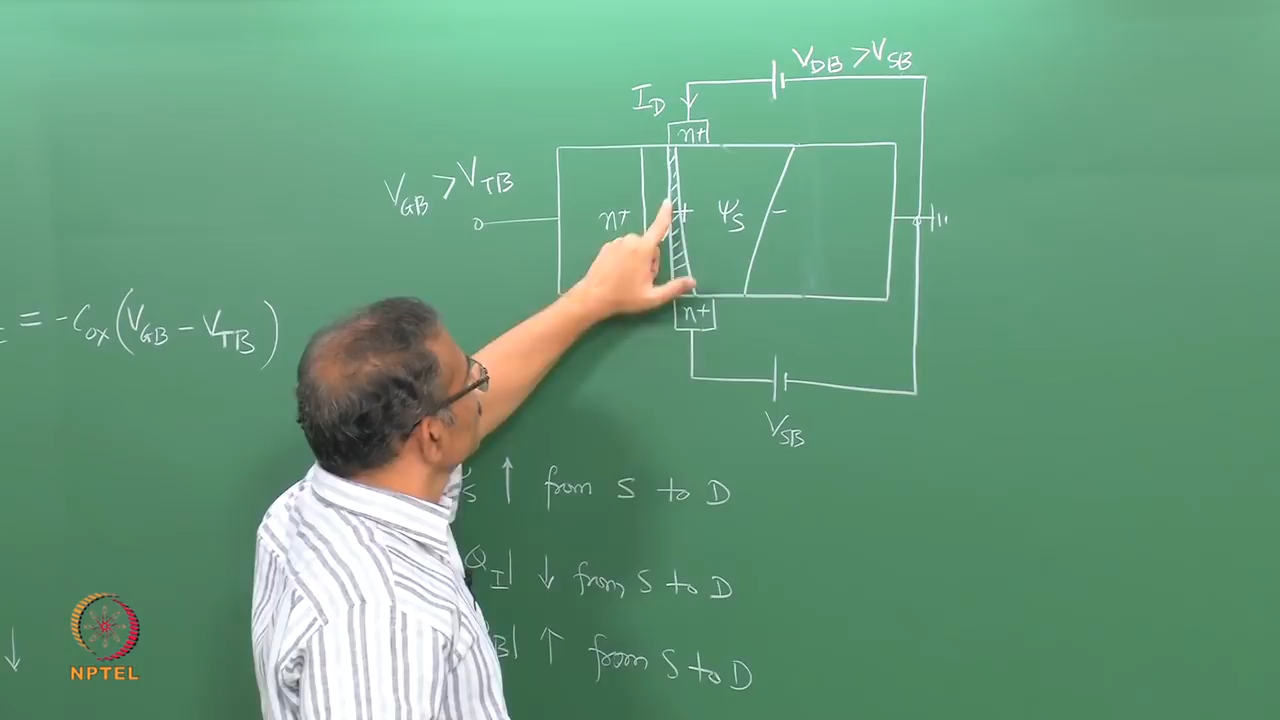 V_DB > V_SB
I_D
n+
V_GB > V_TB
n+ + ψ_S −
n+
= -C_ox (V_GB − V_TB)
V_SB
S ↑ from S to D
Q_I| ↓ from S to D
B| ↑ from S to D
↓
NPTEL